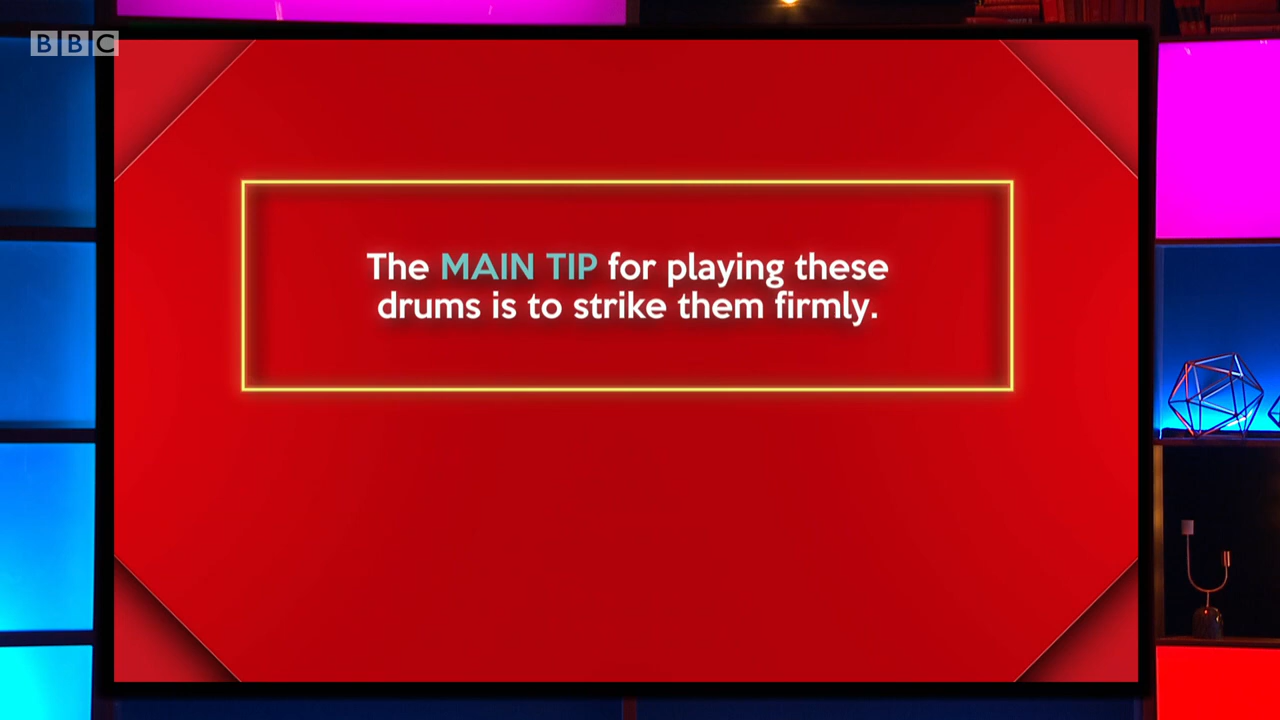 BBC
The MAIN TIP for playing these
drums is to strike them firmly.